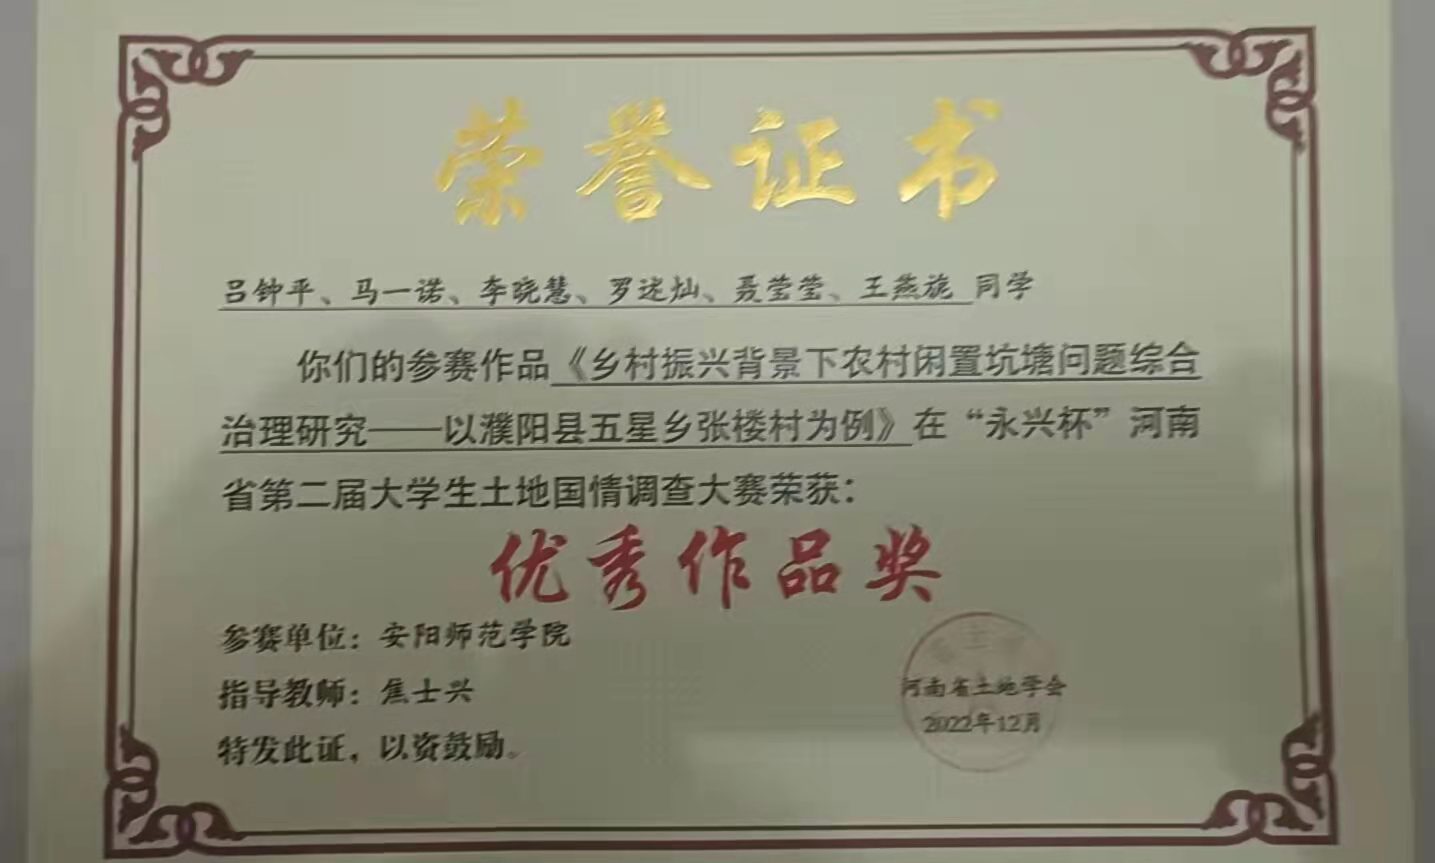 荣誉证书
吕钟平、马一诺、李晓慧、罗述灿、聂莹莹、王燕旋 同学
你们的参赛作品《乡村振兴背景下农村闲置坑塘问题综合
治理研究——以濮阳县五星乡张楼村为例》在“永兴杯”河南
省第二届大学生土地国情调查大赛荣获：
优秀作品奖
参赛单位：安阳师范学院
指导教师：焦士兴
特发此证，以资鼓励。
河南省土地学会
2022年12月